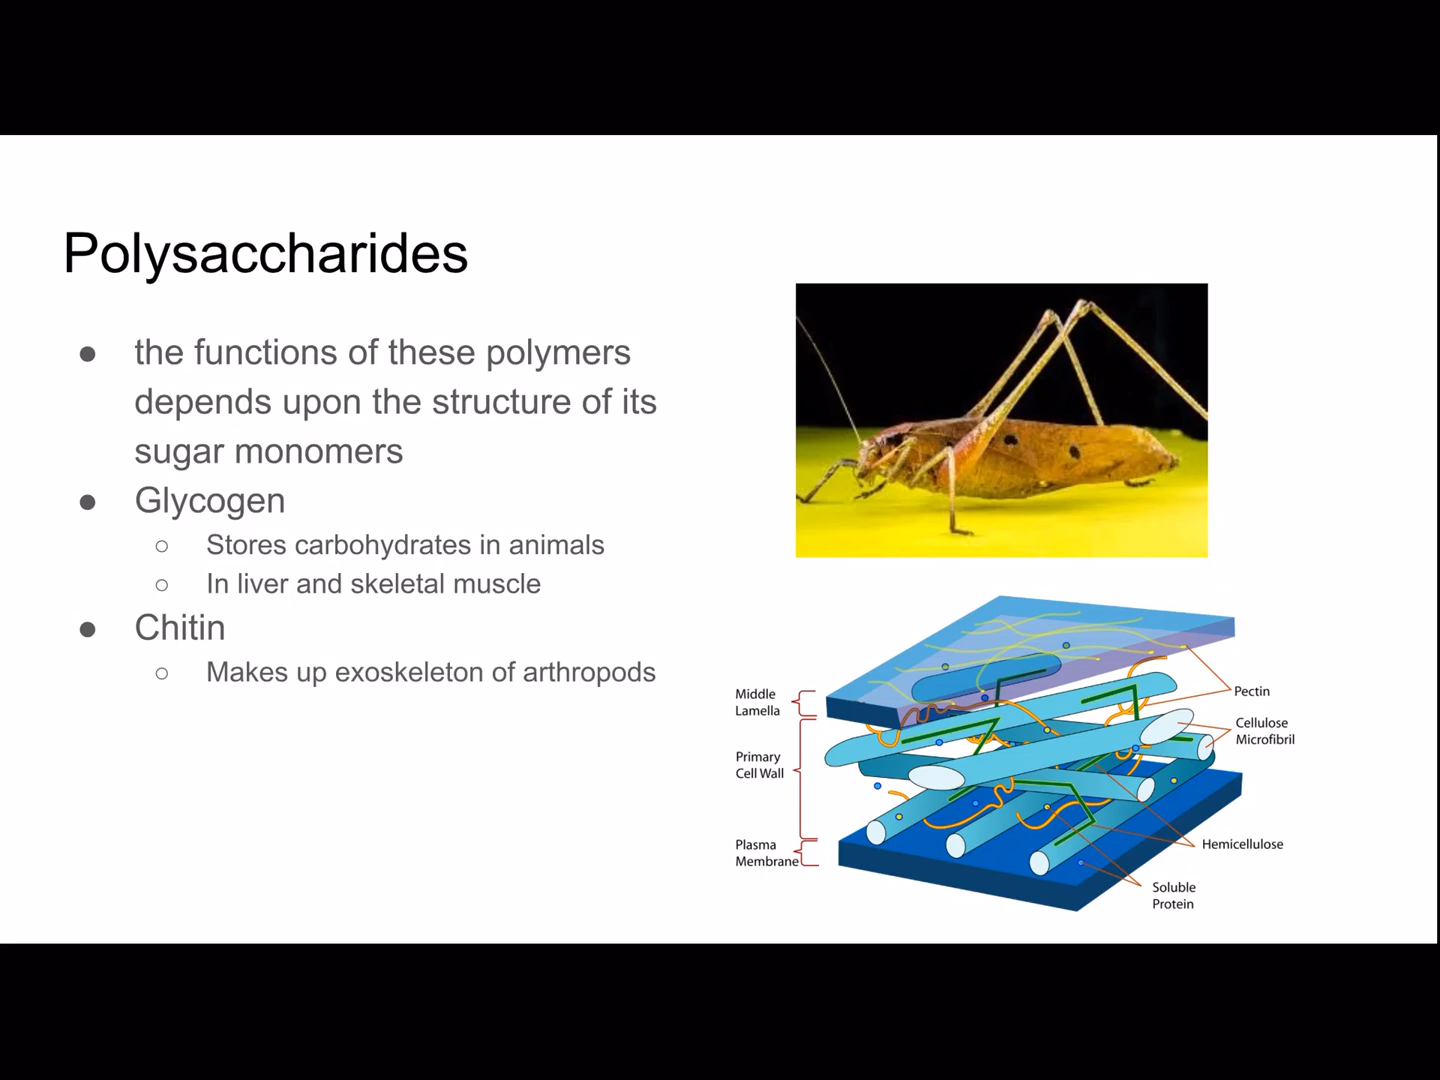 Polysaccharides
● the functions of these polymers
depends upon the structure of its
sugar monomers
● Glycogen
○ Stores carbohydrates in animals
○ In liver and skeletal muscle
● Chitin
○ Makes up exoskeleton of arthropods
Middle
Lamella
Primary
Cell Wall
Plasma
Membrane
Pectin
Cellulose
Microfibril
Hemicellulose
Soluble
Protein